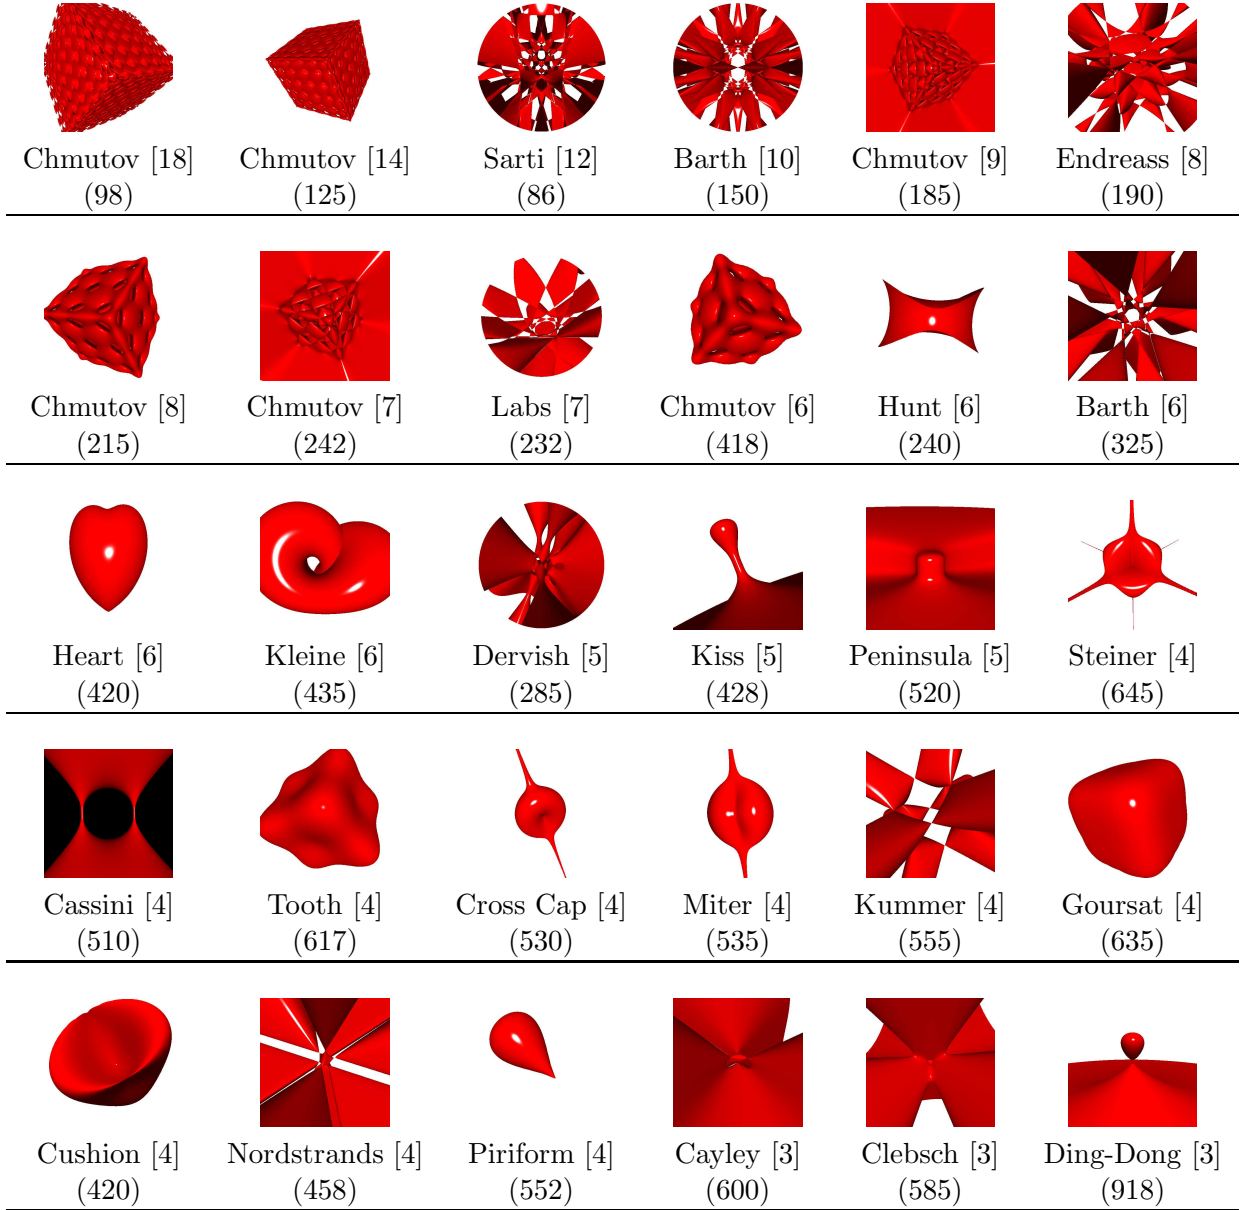 Chmutov [18] Chmutov [14] Sarti [12] Barth [10] Chmutov [9] Endreass [8]
(98) (125) (86) (150) (185) (190)
Chmutov [8] Chmutov [7] Labs [7] Chmutov [6] Hunt [6] Barth [6]
(215) (242) (232) (418) (240) (325)
Heart [6] Kleine [6] Dervish [5] Kiss [5] Peninsula [5] Steiner [4]
(420) (435) (285) (428) (520) (645)
Cassini [4] Tooth [4] Cross Cap [4] Miter [4] Kummer [4] Goursat [4]
(510) (617) (530) (535) (555) (635)
Cushion [4] Nordstrands [4] Piriform [4] Cayley [3] Clebsch [3] Ding-Dong [3]
(420) (458) (552) (600) (585) (918)